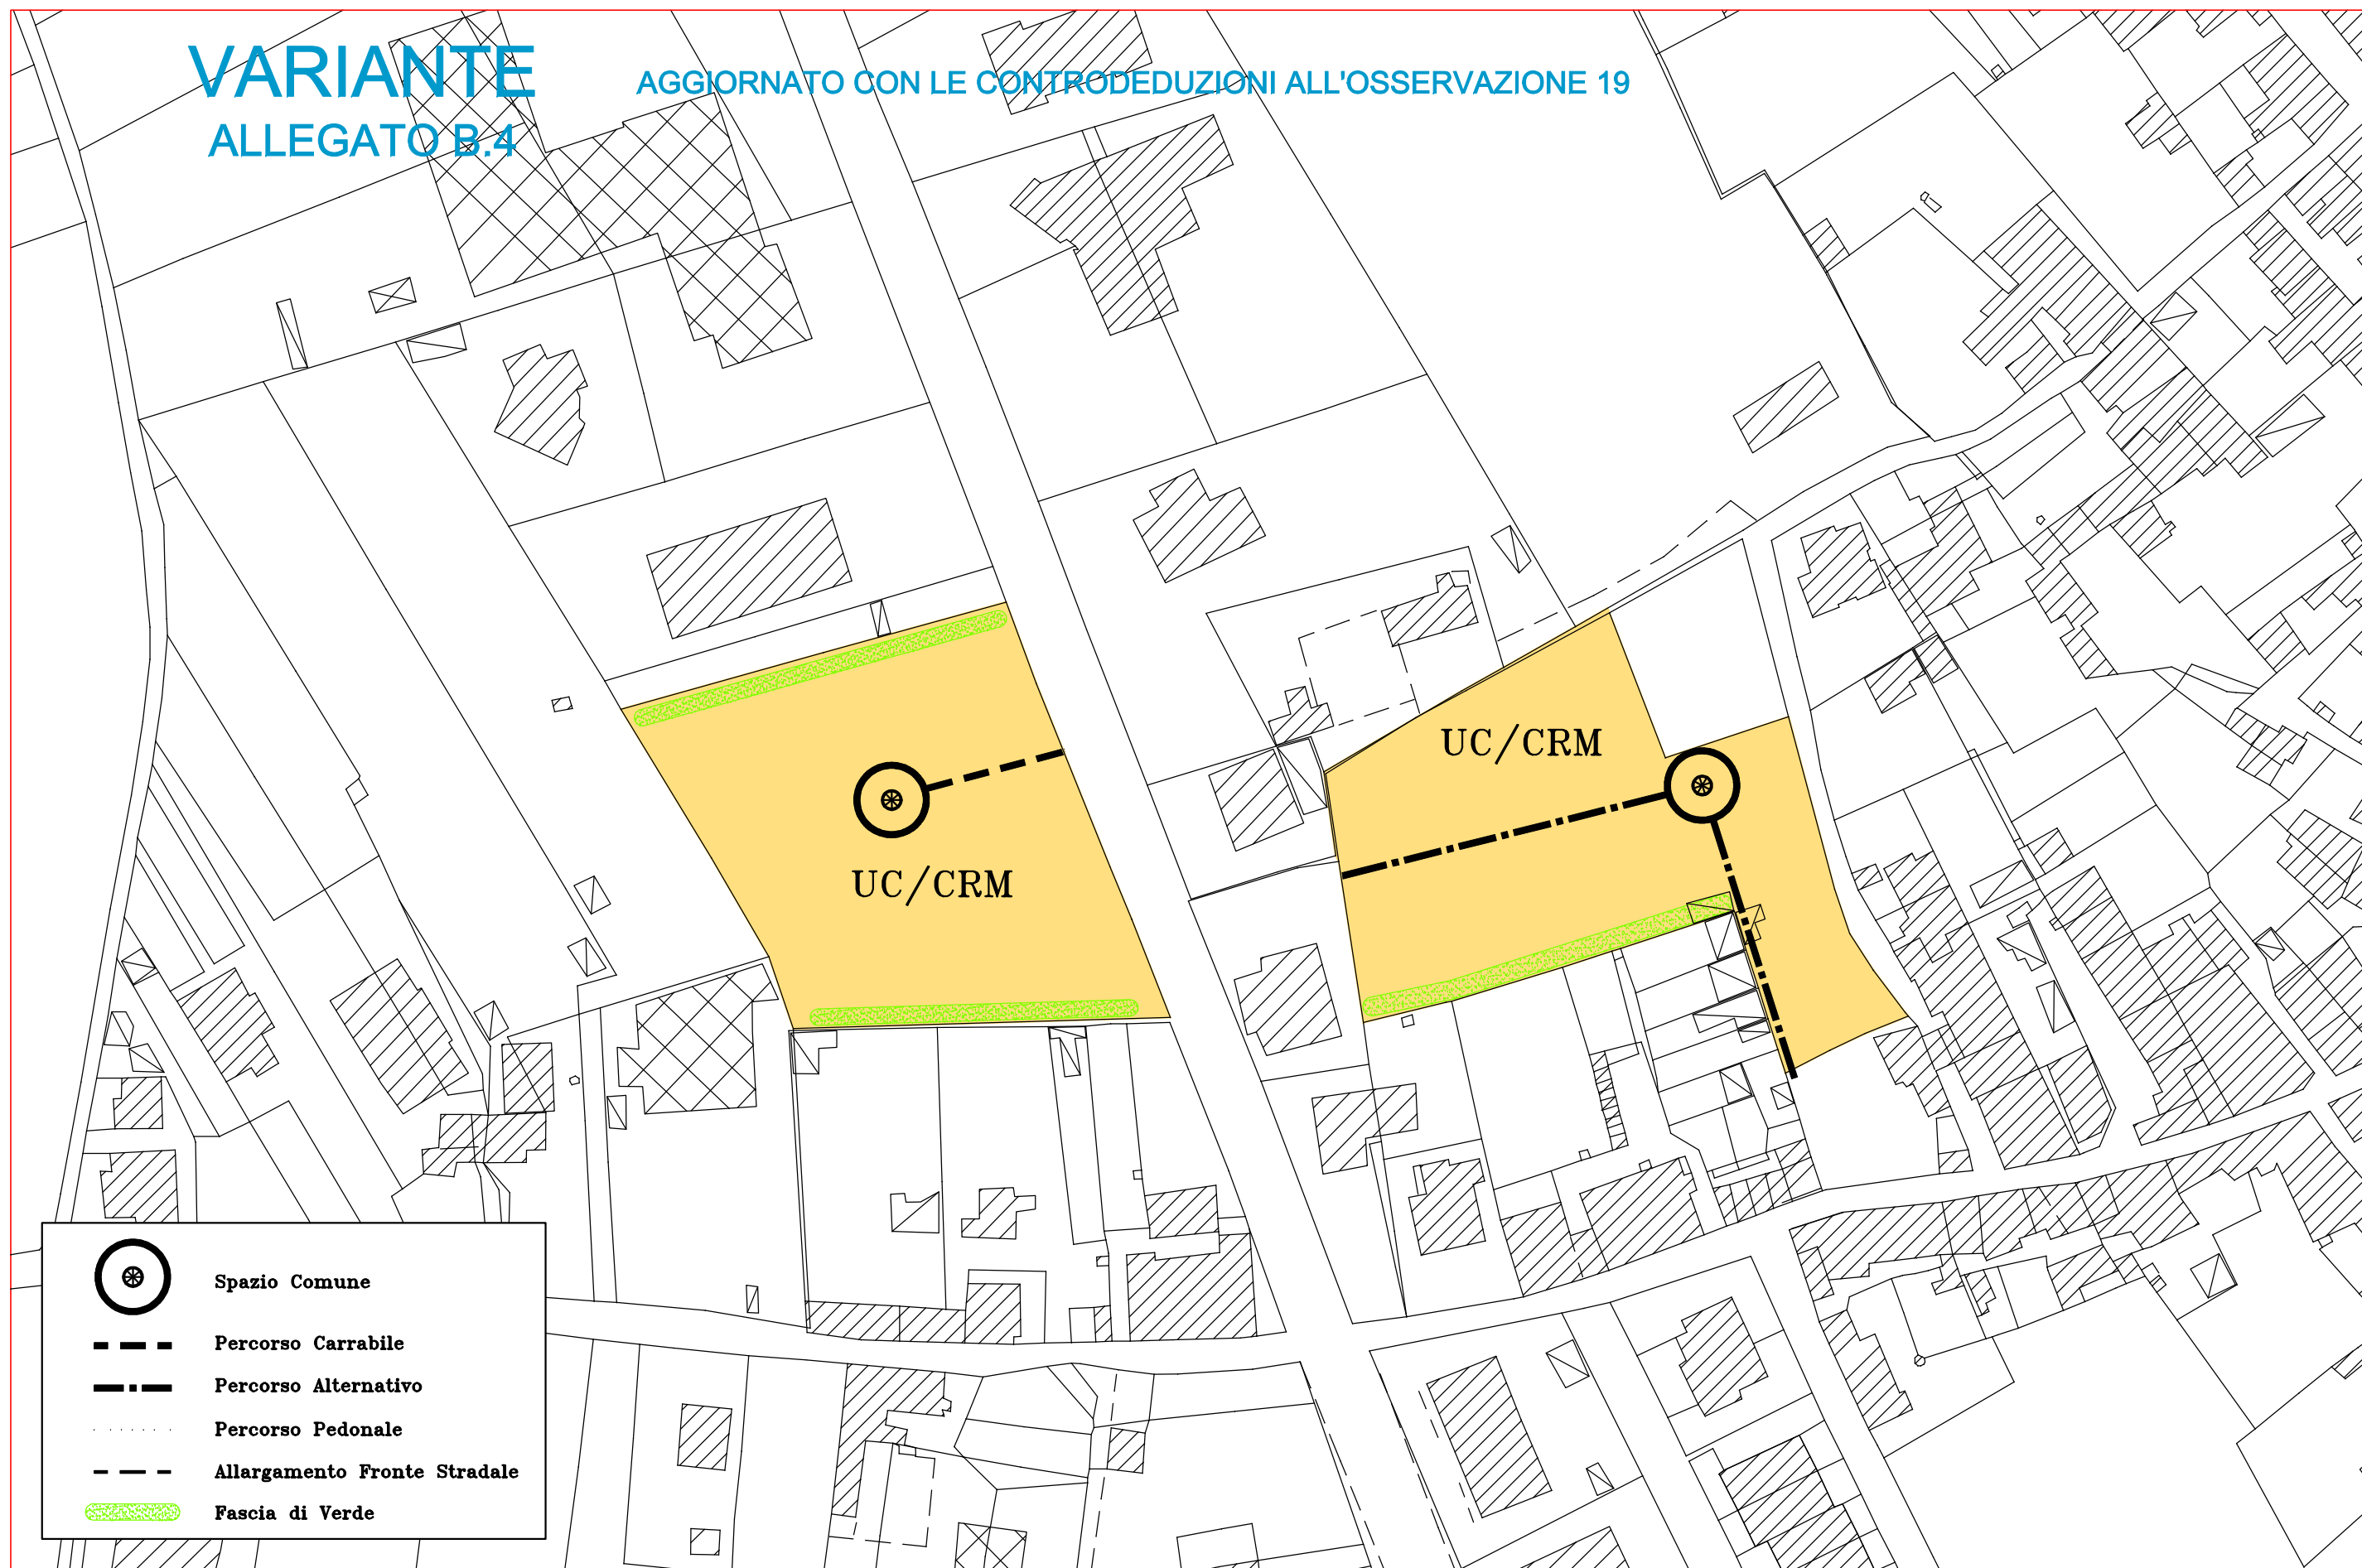 VARIANTE
ALLEGATO B.4
AGGIORNATO CON LE CONTRODEDUZIONI ALL'OSSERVAZIONE 19
UC/CRM
UC/CRM
Spazio Comune
Percorso Carrabile
Percorso Alternativo
Percorso Pedonale
Allargamento Fronte Stradale
Fascia di Verde